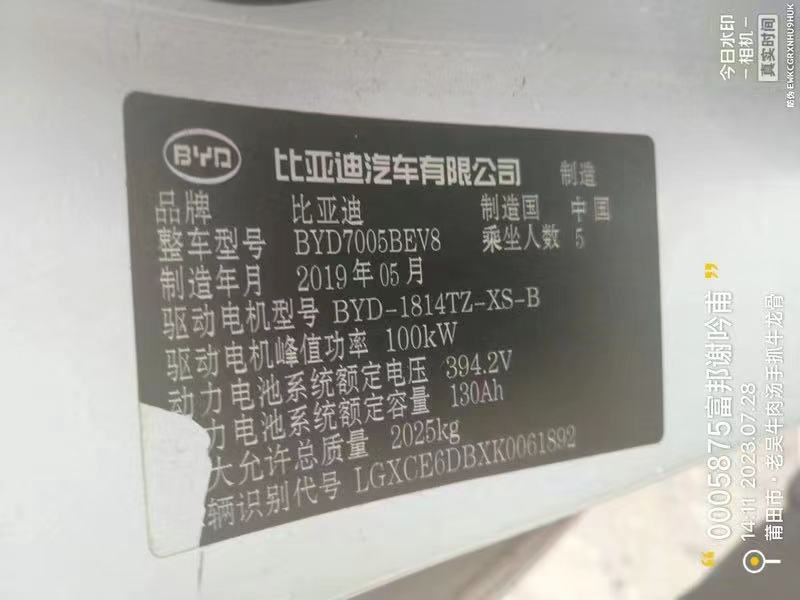 BYD 比亚迪汽车有限公司 制造
品牌 比亚迪 制造国 中国
整车型号 BYD7005BEV8 乘坐人数 5
制造年月 2019年05月
驱动电机型号 BYD-1814TZ-XS-B
驱动电机峰值功率 100kW
动力电池系统额定电压 394.2V
力电池系统额定容量 130Ah
大允许总质量 2025kg
辆识别代号 LGXCE6DBXK0061892
今日水印
-相机-
真实时间
防伪 EWKCGRXNHU9HUK
“ 0005875富邦谢吟甫 ”
14:11 2023.07.28
莆田市·老吴牛肉汤手抓牛龙骨